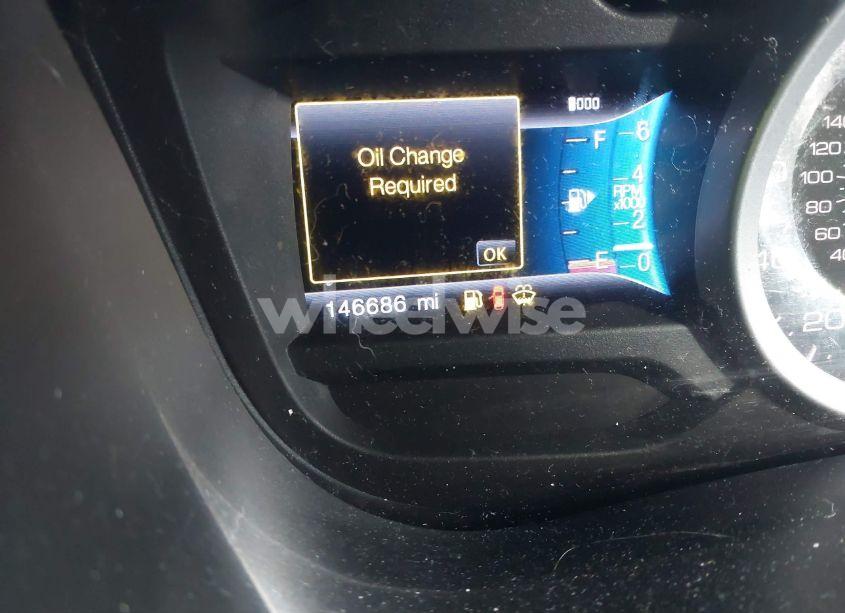 Oil Change
Required
OK
146686 mi
000
F
E
6
4
RPM
x1000
2
0
140
120
100
80
60
40
20
wheelwise